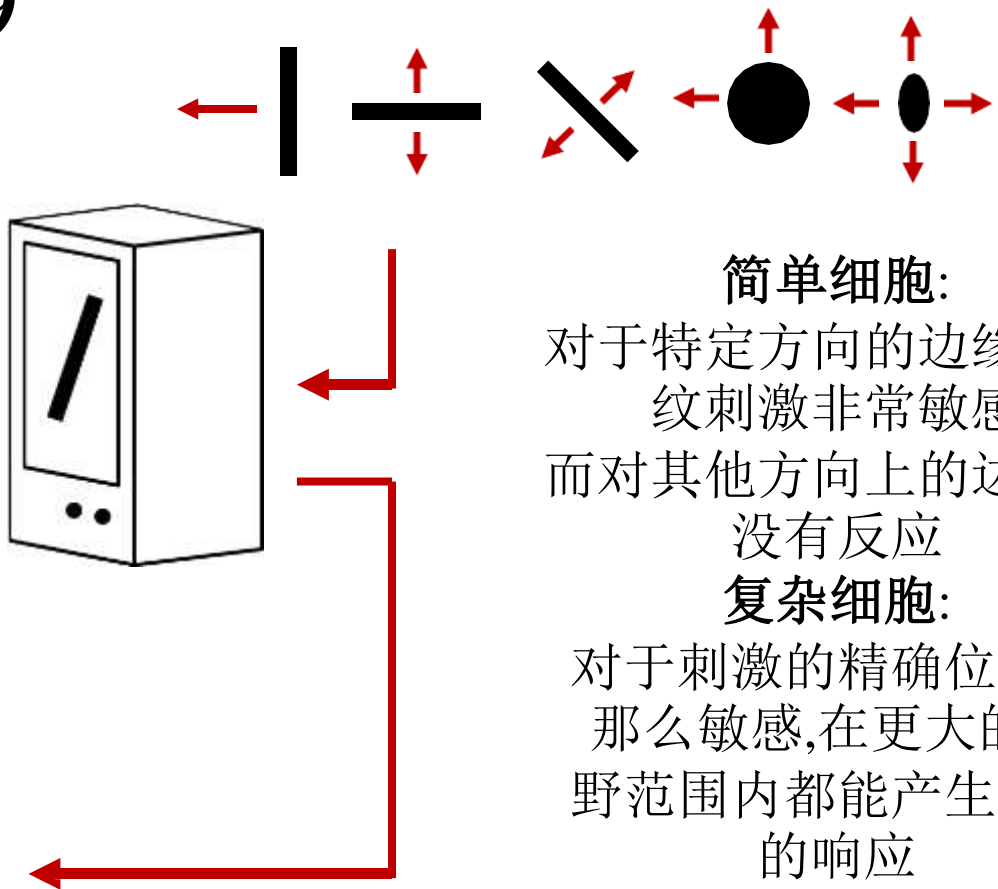 简单细胞:
对于特定方向的边缘
纹刺激非常敏感
而对其他方向上的边
没有反应
复杂细胞:
对于刺激的精确位
那么敏感,在更大的
野范围内都能产生
的响应